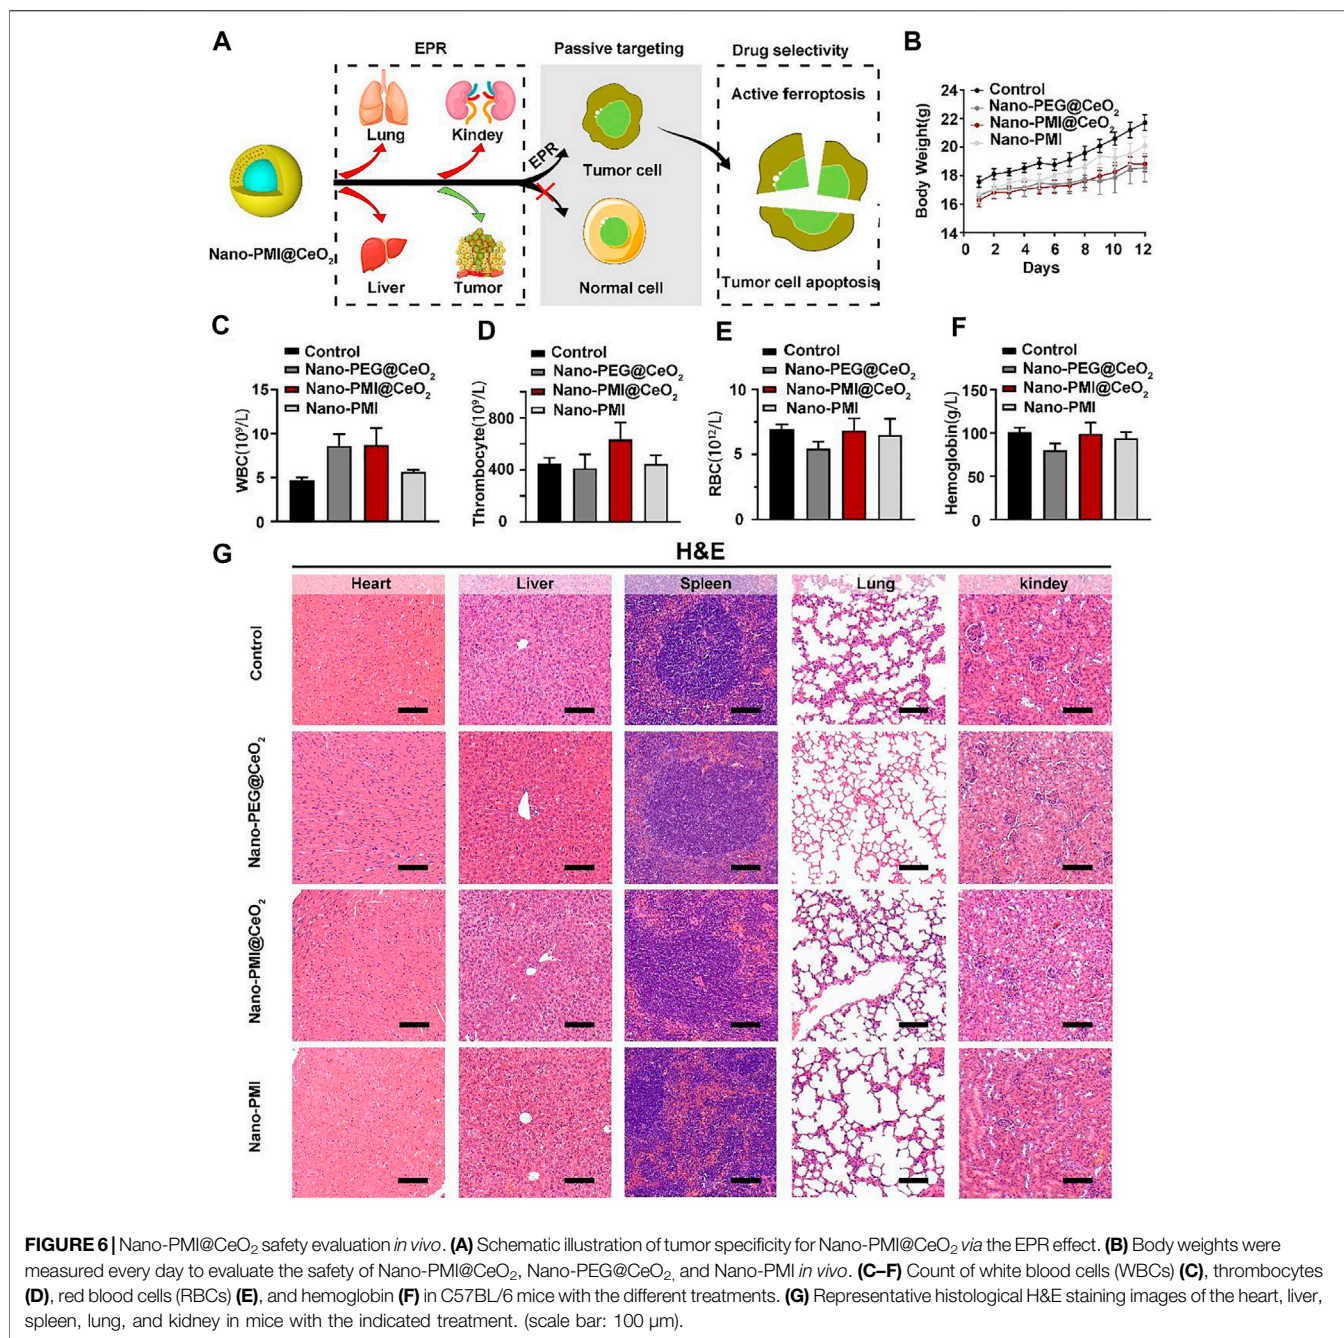 A
EPR
Passive targeting
Drug selectivity
Lung
Kindey
Liver
Tumor
Nano-PMI@CeO2
EPR
Tumor cell
Normal cell
Active ferroptosis
Tumor cell apoptosis
B
Body Weight(g)
24
22
20
18
16
14
0
2
4
6
8
10
12
Days
Control
Nano-PEG@CeO2
Nano-PMI@CeO2
Nano-PMI
C
Control
Nano-PEG@CeO2
Nano-PMI@CeO2
Nano-PMI
WBC(10⁹/L)
15
10
5
0
D
Control
Nano-PEG@CeO2
Nano-PMI@CeO2
Nano-PMI
Thrombocyte(10⁹/L)
800
400
0
E
Control
Nano-PEG@CeO2
Nano-PMI@CeO2
Nano-PMI
RBC(10¹²/L)
10
5
0
F
Control
Nano-PEG@CeO2
Nano-PMI@CeO2
Nano-PMI
Hemoglobin(g/L)
150
100
50
0
G
H&E
Heart
Liver
Spleen
Lung
kindey
Control
Nano-PEG@CeO2
Nano-PMI@CeO2
Nano-PMI
FIGURE 6 | Nano-PMI@CeO2 safety evaluation in vivo. (A) Schematic illustration of tumor specificity for Nano-PMI@CeO2 via the EPR effect. (B) Body weights were
measured every day to evaluate the safety of Nano-PMI@CeO2, Nano-PEG@CeO2, and Nano-PMI in vivo. (C–F) Count of white blood cells (WBCs) (C), thrombocytes
(D), red blood cells (RBCs) (E), and hemoglobin (F) in C57BL/6 mice with the different treatments. (G) Representative histological H&E staining images of the heart, liver,
spleen, lung, and kidney in mice with the indicated treatment. (scale bar: 100 µm).